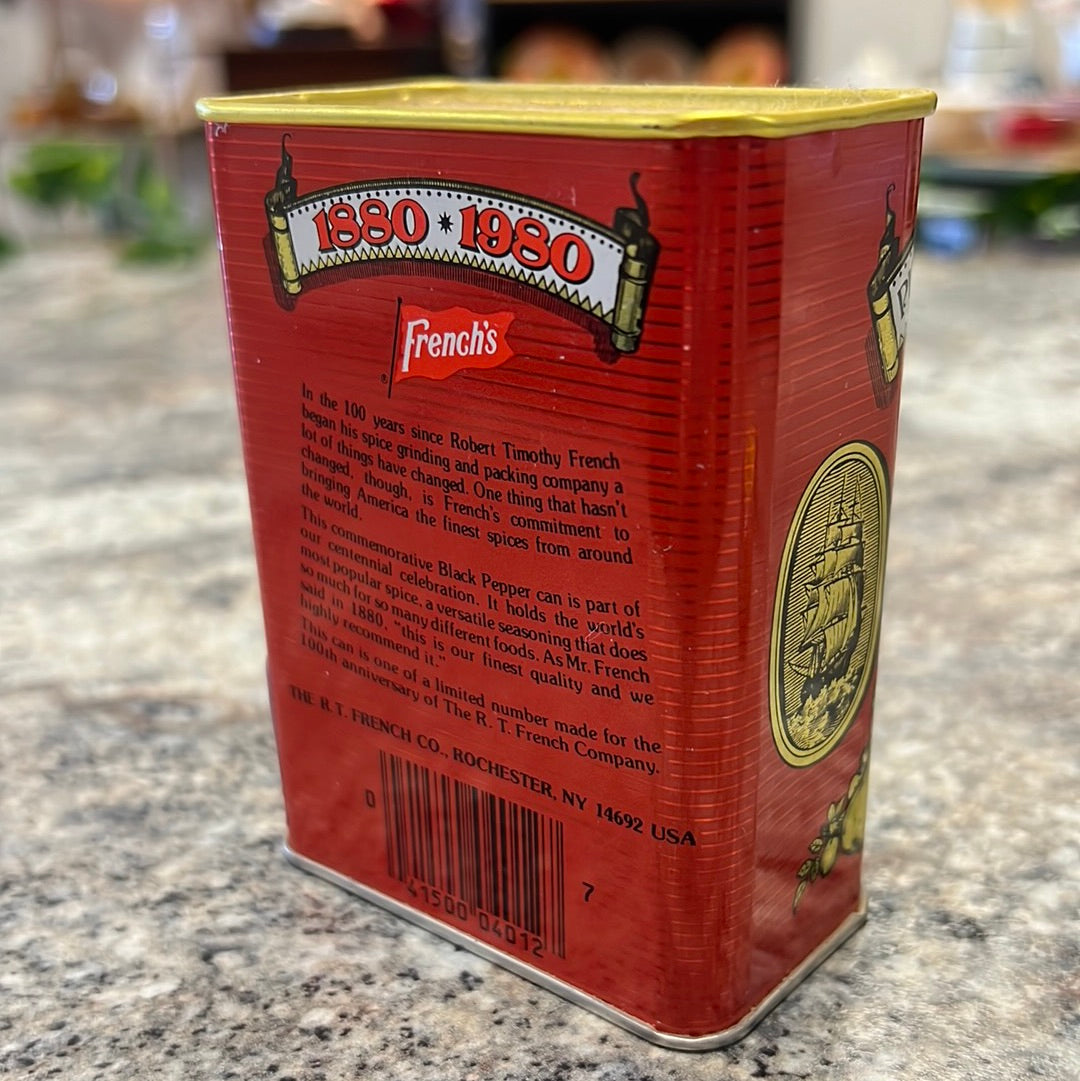 1880 * 1980
French's
®
In the 100 years since Robert Timothy French
began his spice grinding and packing company a
lot of things have changed. One thing that hasn't
changed, though, is French's commitment to
bringing America the finest spices from around
the world.
This commemorative Black Pepper can is part of
our centennial celebration. It holds the world's
most popular spice, a versatile seasoning that does
so much for so many different foods. As Mr. French
said in 1880, "this is our finest quality and we
highly recommend it."
This can is one of a limited number made for the
100th anniversary of The R. T. French Company.
THE R. T. FRENCH CO., ROCHESTER, NY 14692 USA
0 41500 04012 7